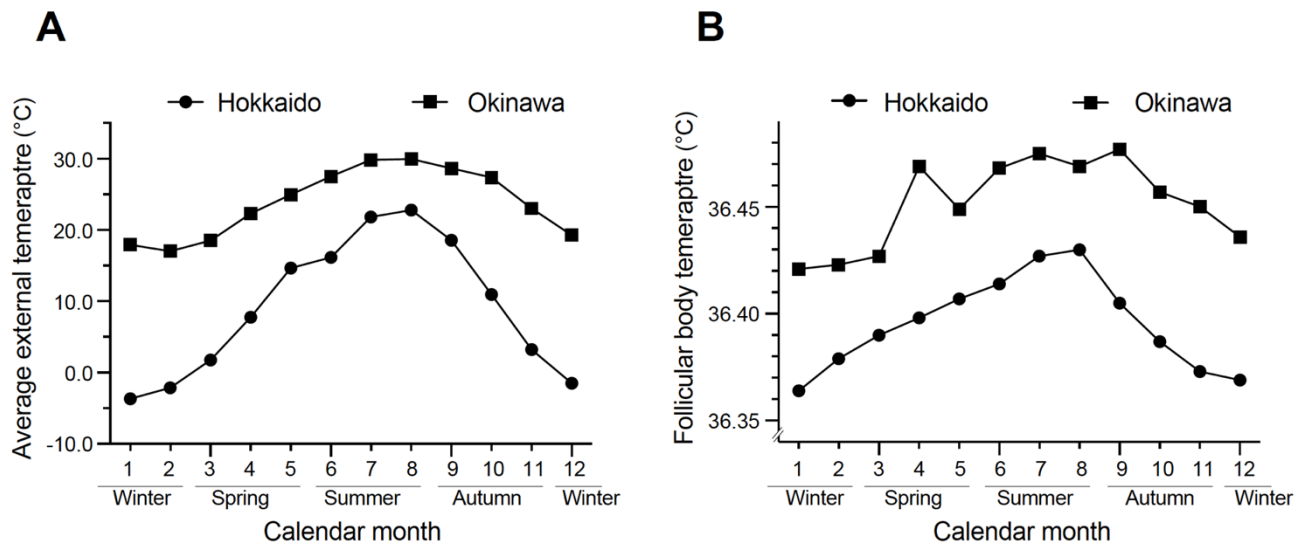 A
Hokkaido Okinawa
Average external temeraptre (°C)
30.0
20.0
10.0
0.0
-10.0
1 2 3 4 5 6 7 8 9 10 11 12
Winter Spring Summer Autumn Winter
Calendar month
B
Hokkaido Okinawa
Follicular body temeraptre (°C)
36.45
36.40
36.35
1 2 3 4 5 6 7 8 9 10 11 12
Winter Spring Summer Autumn Winter
Calendar month